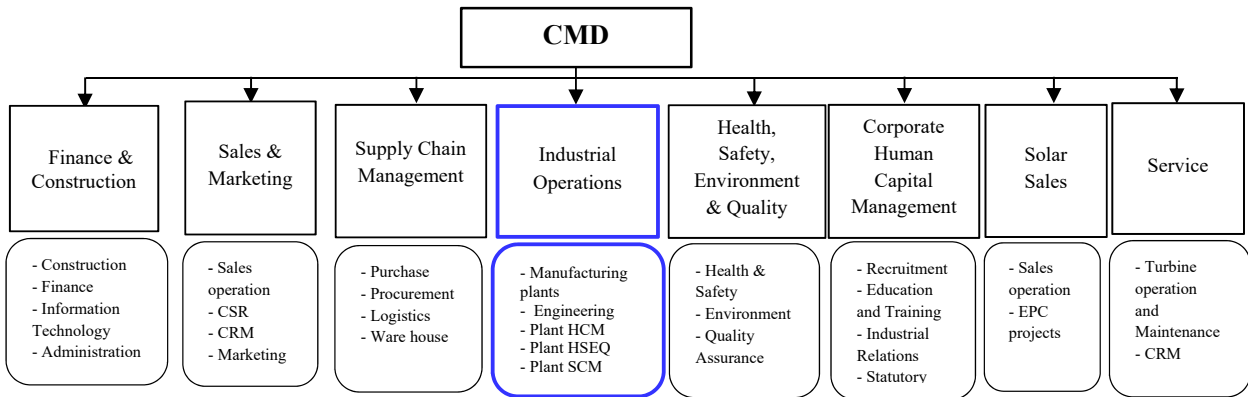 CMD
Finance &
Construction
Sales &
Marketing
Supply Chain
Management
Industrial
Operations
Health,
Safety,
Environment
& Quality
Corporate
Human
Capital
Management
Solar
Sales
Service
- Construction
- Finance
- Information
Technology
- Administration
- Sales
operation
- CSR
- CRM
- Marketing
- Purchase
- Procurement
- Logistics
- Ware house
- Manufacturing
plants
- Engineering
- Plant HCM
- Plant HSEQ
- Plant SCM
- Health &
Safety
- Environment
- Quality
Assurance
- Recruitment
- Education
and Training
- Industrial
Relations
- Statutory
- Sales
operation
- EPC
projects
- Turbine
operation
and
Maintenance
- CRM